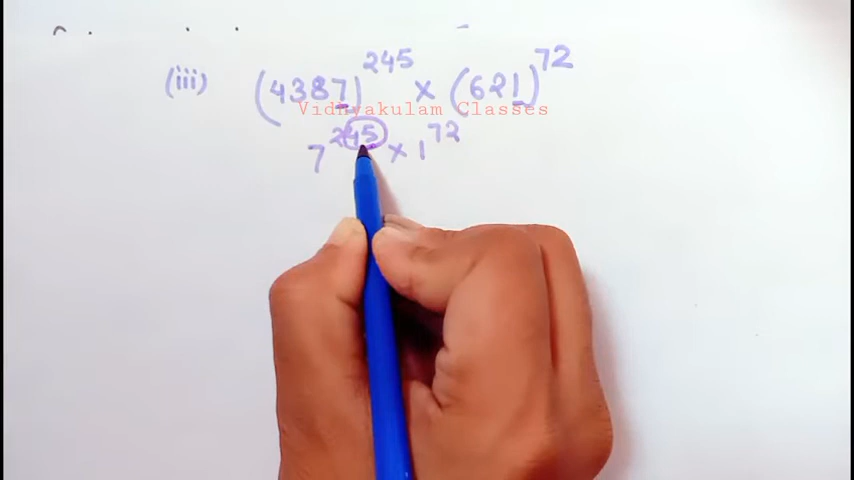 (iii) (4387)^245 × (621)^72
Vidhyakulam Classes
7^245 × 1^72